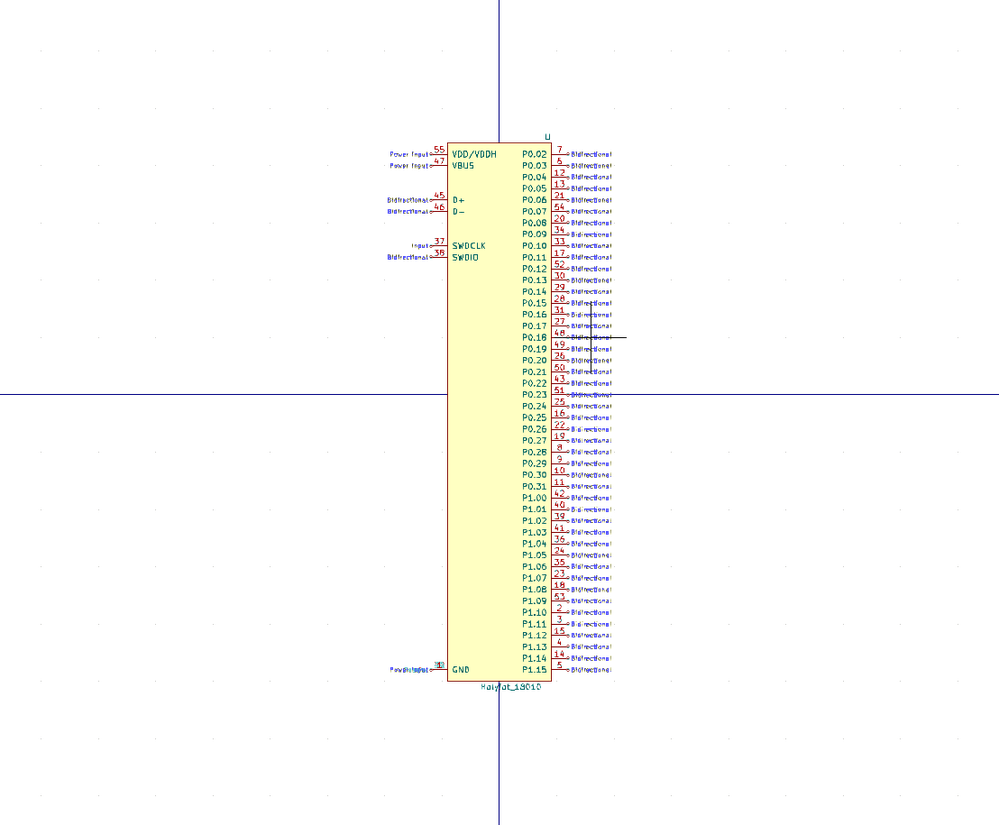 U
Power Input 55 VDD/VDDH P0.02 7 Bidirectional
Power Input 47 VBUS P0.03 6 Bidirectional
P0.04 12 Bidirectional
P0.05 13 Bidirectional
Bidirectional 45 D+ P0.06 21 Bidirectional
Bidirectional 46 D- P0.07 54 Bidirectional
P0.08 20 Bidirectional
P0.09 34 Bidirectional
Input 37 SWDCLK P0.10 33 Bidirectional
Bidirectional 38 SWDIO P0.11 17 Bidirectional
P0.12 52 Bidirectional
P0.13 30 Bidirectional
P0.14 29 Bidirectional
P0.15 28 Bidirectional
P0.16 31 Bidirectional
P0.17 27 Bidirectional
P0.18 48 Bidirectional
P0.19 49 Bidirectional
P0.20 26 Bidirectional
P0.21 50 Bidirectional
P0.22 43 Bidirectional
P0.23 51 Bidirectional
P0.24 25 Bidirectional
P0.25 16 Bidirectional
P0.26 22 Bidirectional
P0.27 19 Bidirectional
P0.28 8 Bidirectional
P0.29 9 Bidirectional
P0.30 10 Bidirectional
P0.31 11 Bidirectional
P1.00 42 Bidirectional
P1.01 40 Bidirectional
P1.02 39 Bidirectional
P1.03 41 Bidirectional
P1.04 36 Bidirectional
P1.05 24 Bidirectional
P1.06 35 Bidirectional
P1.07 23 Bidirectional
P1.08 18 Bidirectional
P1.09 53 Bidirectional
P1.10 2 Bidirectional
P1.11 3 Bidirectional
P1.12 15 Bidirectional
P1.13 4 Bidirectional
P1.14 14 Bidirectional
GND P1.15 5 Bidirectional
Holyiot_18010